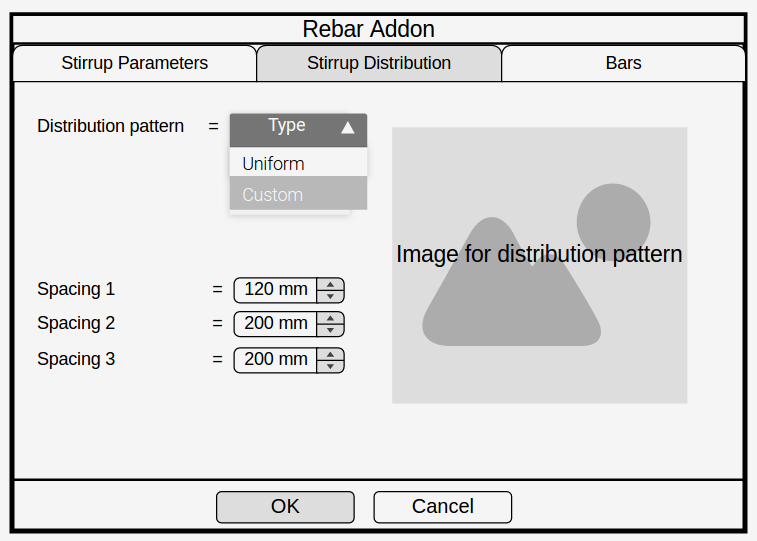 Rebar Addon
Stirrup Parameters Stirrup Distribution Bars
Distribution pattern = Type
Uniform
Custom
Image for distribution pattern
Spacing 1 = 120 mm
Spacing 2 = 200 mm
Spacing 3 = 200 mm
OK Cancel